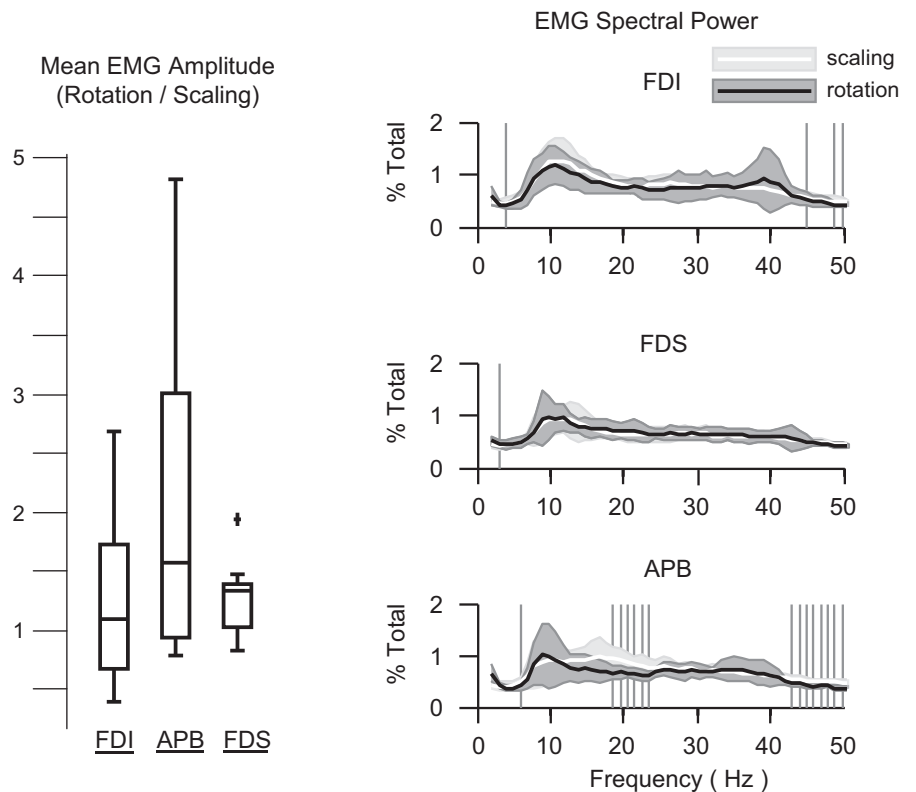 Mean EMG Amplitude
(Rotation / Scaling)
5
4
3
2
1
FDI APB FDS
EMG Spectral Power
scaling
rotation
FDI
% Total
2
1
0
0 10 20 30 40 50
FDS
% Total
2
1
0
0 10 20 30 40 50
APB
% Total
2
1
0
0 10 20 30 40 50
Frequency ( Hz )